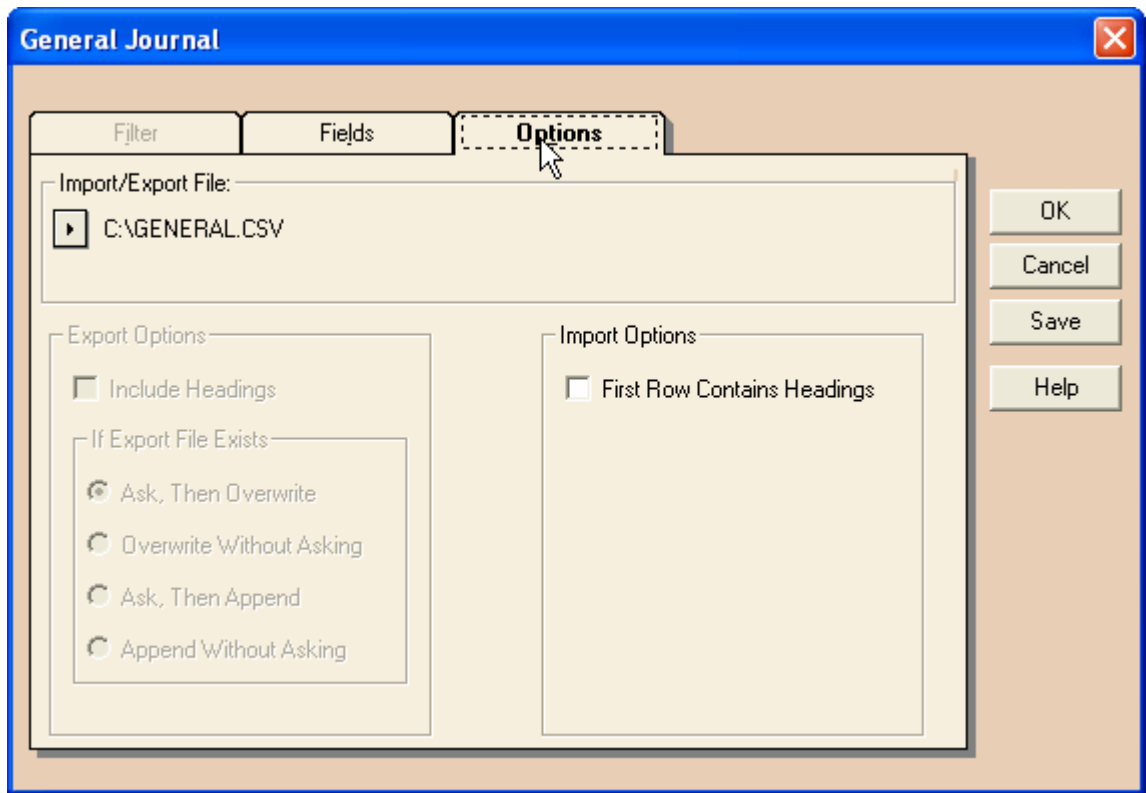 General Journal
Filter
Fields
Options
Import/Export File:
C:\GENERAL.CSV
OK
Cancel
Save
Help
Export Options
Include Headings
If Export File Exists
Ask, Then Overwrite
Overwrite Without Asking
Ask, Then Append
Append Without Asking
Import Options
First Row Contains Headings